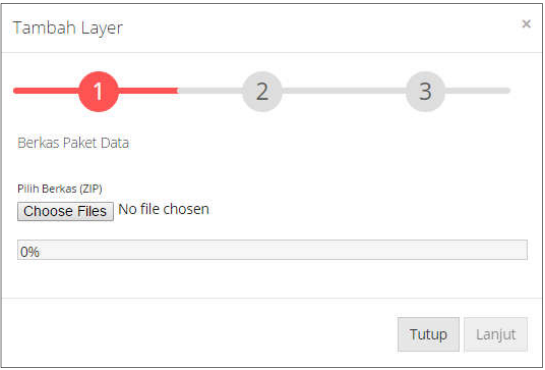 Tambah Layer ×
1 2 3
Berkas Paket Data
Pilih Berkas (ZIP)
Choose Files No file chosen
0%
Tutup Lanjut